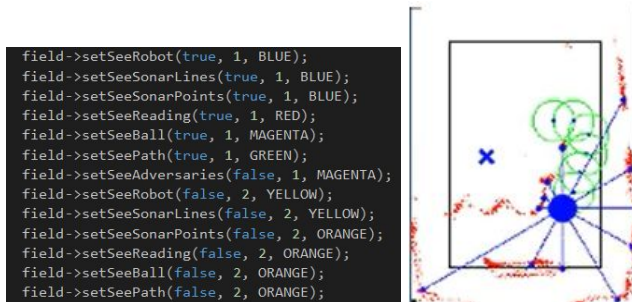 field->setSeeRobot(true, 1, BLUE);
field->setSeeSonarLines(true, 1, BLUE);
field->setSeeSonarPoints(true, 1, BLUE);
field->setSeeReading(true, 1, RED);
field->setSeeBall(true, 1, MAGENTA);
field->setSeePath(true, 1, GREEN);
field->setSeeAdversaries(false, 1, MAGENTA);
field->setSeeRobot(false, 2, YELLOW);
field->setSeeSonarLines(false, 2, YELLOW);
field->setSeeSonarPoints(false, 2, ORANGE);
field->setSeeReading(false, 2, ORANGE);
field->setSeeBall(false, 2, ORANGE);
field->setSeePath(false, 2, ORANGE);